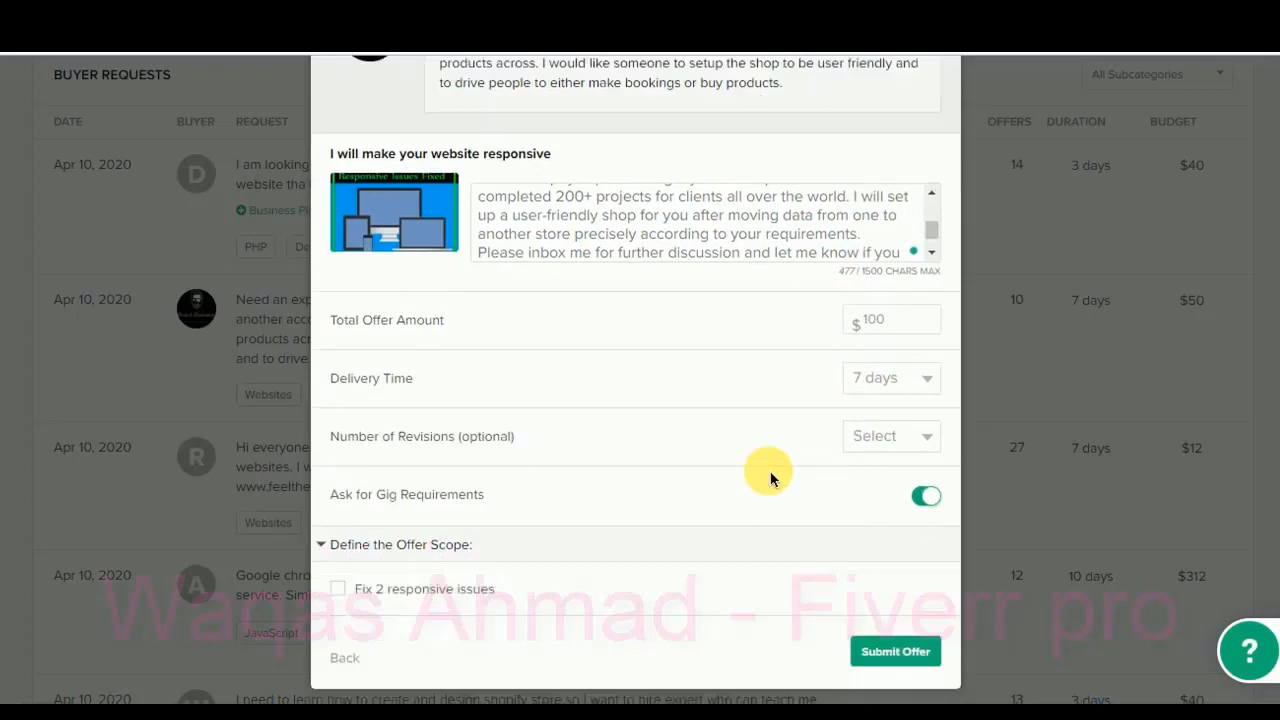 products across. I would like someone to setup the shop to be user friendly and
to drive people to either make bookings or buy products.
BUYER REQUESTS
All Subcategories
DATE BUYER REQUEST OFFERS DURATION BUDGET
I will make your website responsive
Apr 10, 2020 D I am looking 14 3 days $40
website tha
Responsive Issues Fixed
completed 200+ projects for clients all over the world. I will set
up a user-friendly shop for you after moving data from one to
another store precisely according to your requirements.
Please inbox me for further discussion and let me know if you
477 / 1500 CHARS MAX
Business Pl
PHP De
Apr 10, 2020 Need an exp 10 7 days $50
another acc
products acr
and to drive
Websites
Total Offer Amount $ 100
Delivery Time 7 days
Number of Revisions (optional) Select
Apr 10, 2020 R Hi everyone 27 7 days $12
websites. I w
www.feelthe
Websites
Ask for Gig Requirements
Define the Offer Scope:
Fix 2 responsive issues
Apr 10, 2020 A Google chro 12 10 days $312
service. Sim
JavaScript
Waqas Ahmad - Fiverr pro
Back Submit Offer
?
Apr 10, 2020 I need to learn how to create and design shopify store so I want to hire expert who can teach me 13 3 days $40